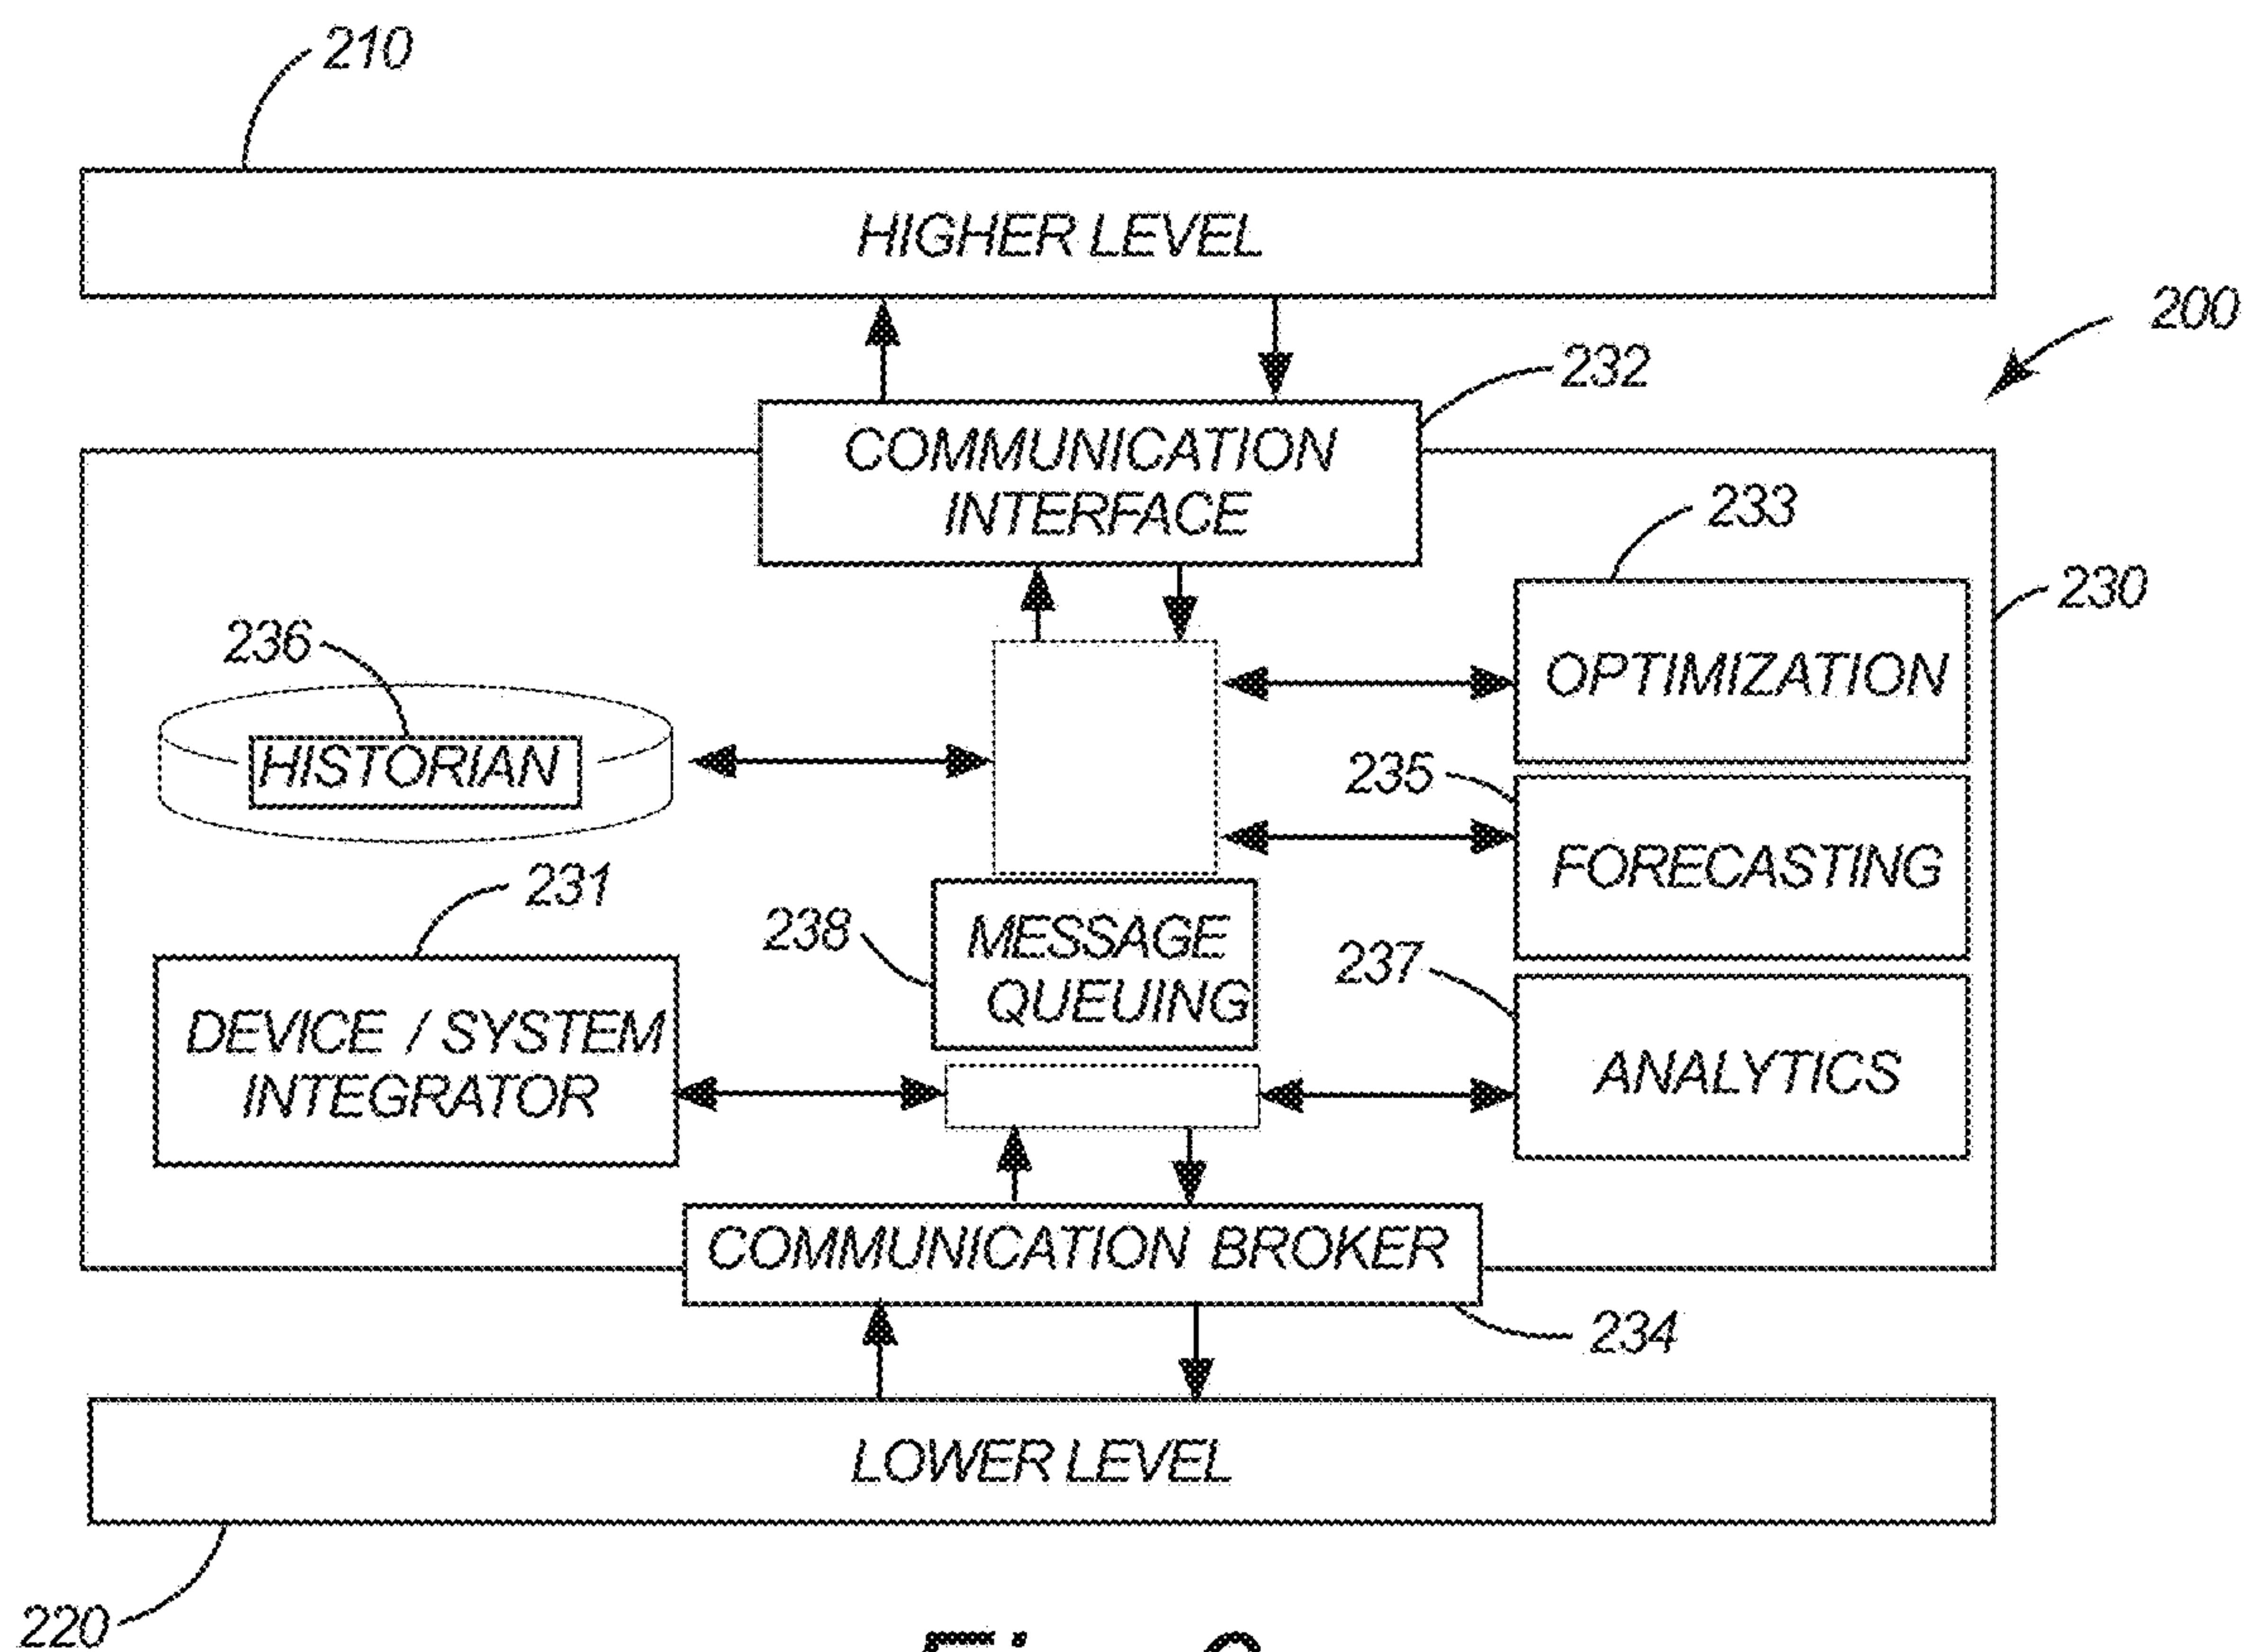 210
HIGHER LEVEL
200
232
COMMUNICATION
INTERFACE
233
230
236
OPTIMIZATION
HISTORIAN
235
FORECASTING
231
238
MESSAGE
QUEUING
237
DEVICE / SYSTEM
INTEGRATOR
ANALYTICS
COMMUNICATION BROKER
234
LOWER LEVEL
220